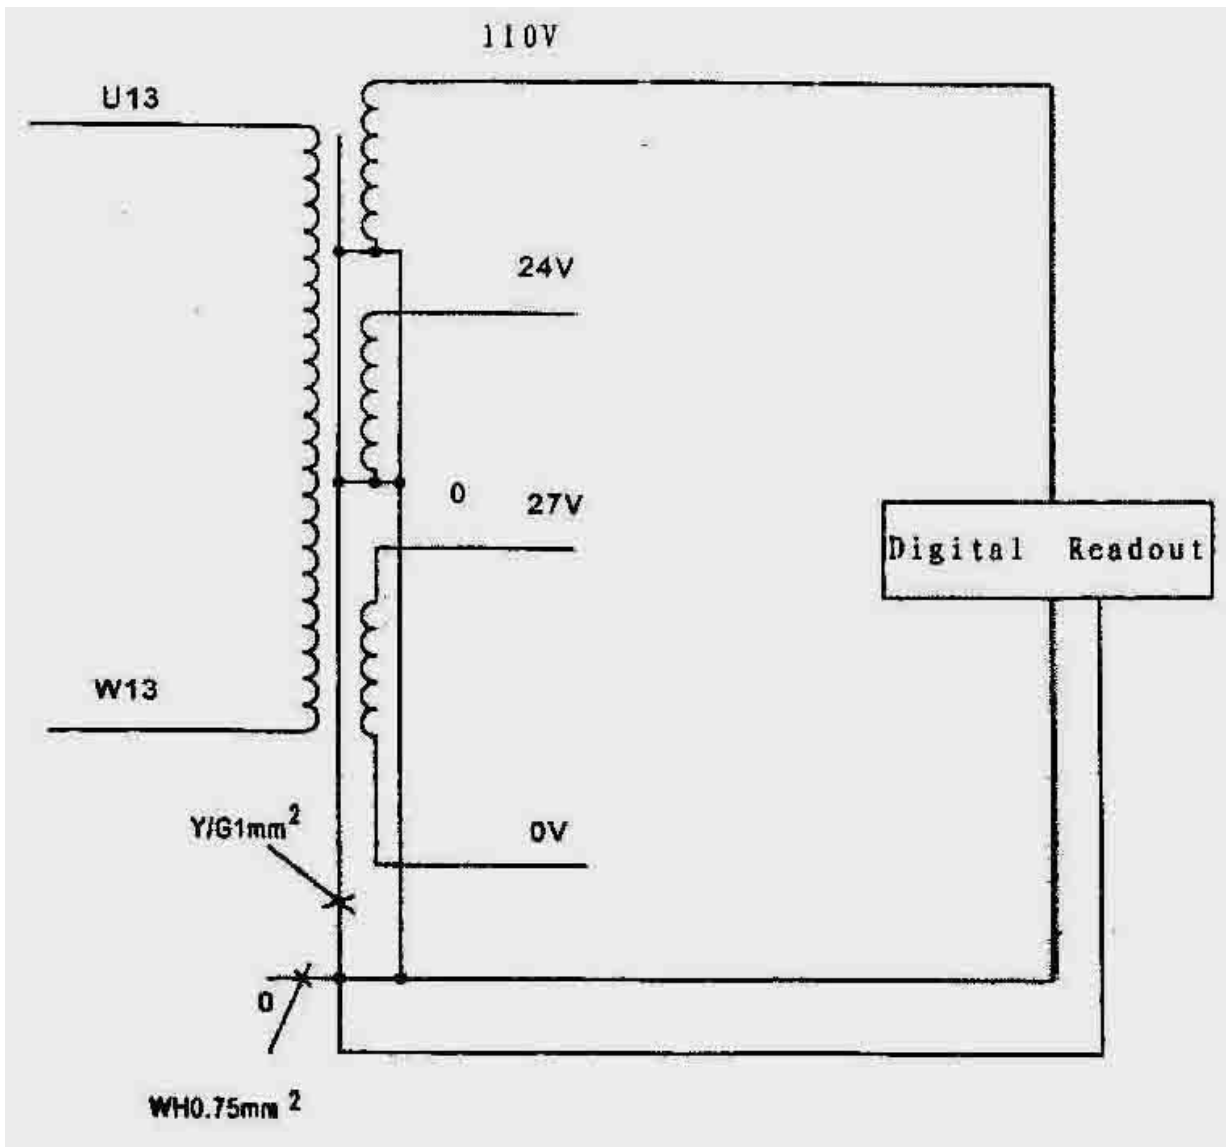 110V
U13
24V
0
27V
Digital Readout
W13
Y/G1mm²
0V
0
WH0.75mm²